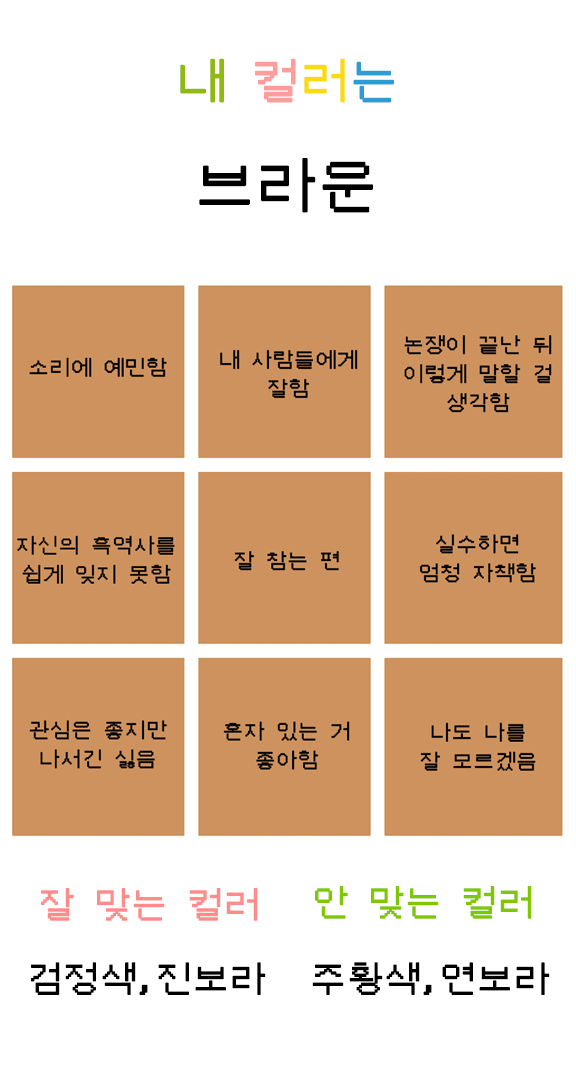 내 컬러는
브라운
소리에 예민함
내 사람들에게
잘함
논쟁이 끝난 뒤
이렇게 말할 걸
생각함
자신의 흑역사를
쉽게 잊지 못함
잘 참는 편
실수하면
엄청 자책함
관심은 좋지만
나서긴 싫음
혼자 있는 거
좋아함
나도 나를
잘 모르겠음
잘 맞는 컬러
안 맞는 컬러
검정색, 진보라
주황색, 연보라